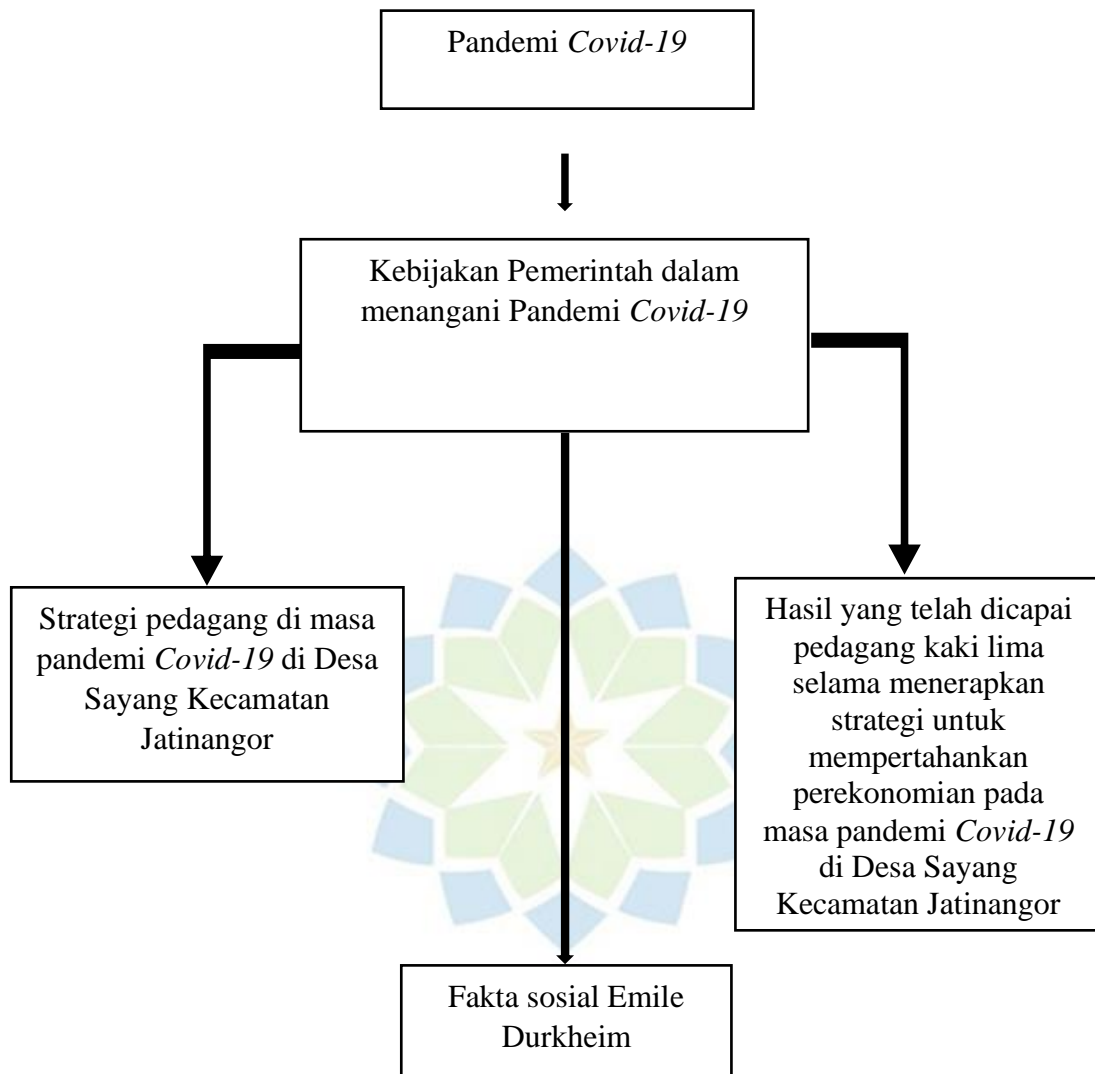 Pandemi Covid-19
Kebijakan Pemerintah dalam
menangani Pandemi Covid-19
Strategi pedagang di masa
pandemi Covid-19 di Desa
Sayang Kecamatan
Jatinangor
Hasil yang telah dicapai
pedagang kaki lima
selama menerapkan
strategi untuk
mempertahankan
perekonomian pada
masa pandemi Covid-19
di Desa Sayang
Kecamatan Jatinangor
Fakta sosial Emile
Durkheim